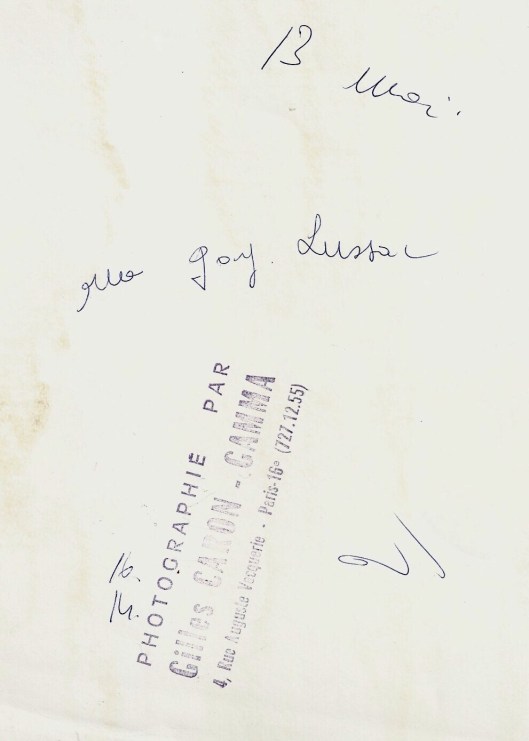 13 Mai.
rue Gay. Lussac
PHOTOGRAPHIE PAR
Gilles CARON - GAMMA
4, Rue Auguste Vacquerie - Paris-16e (727.12.55)
16.
14.